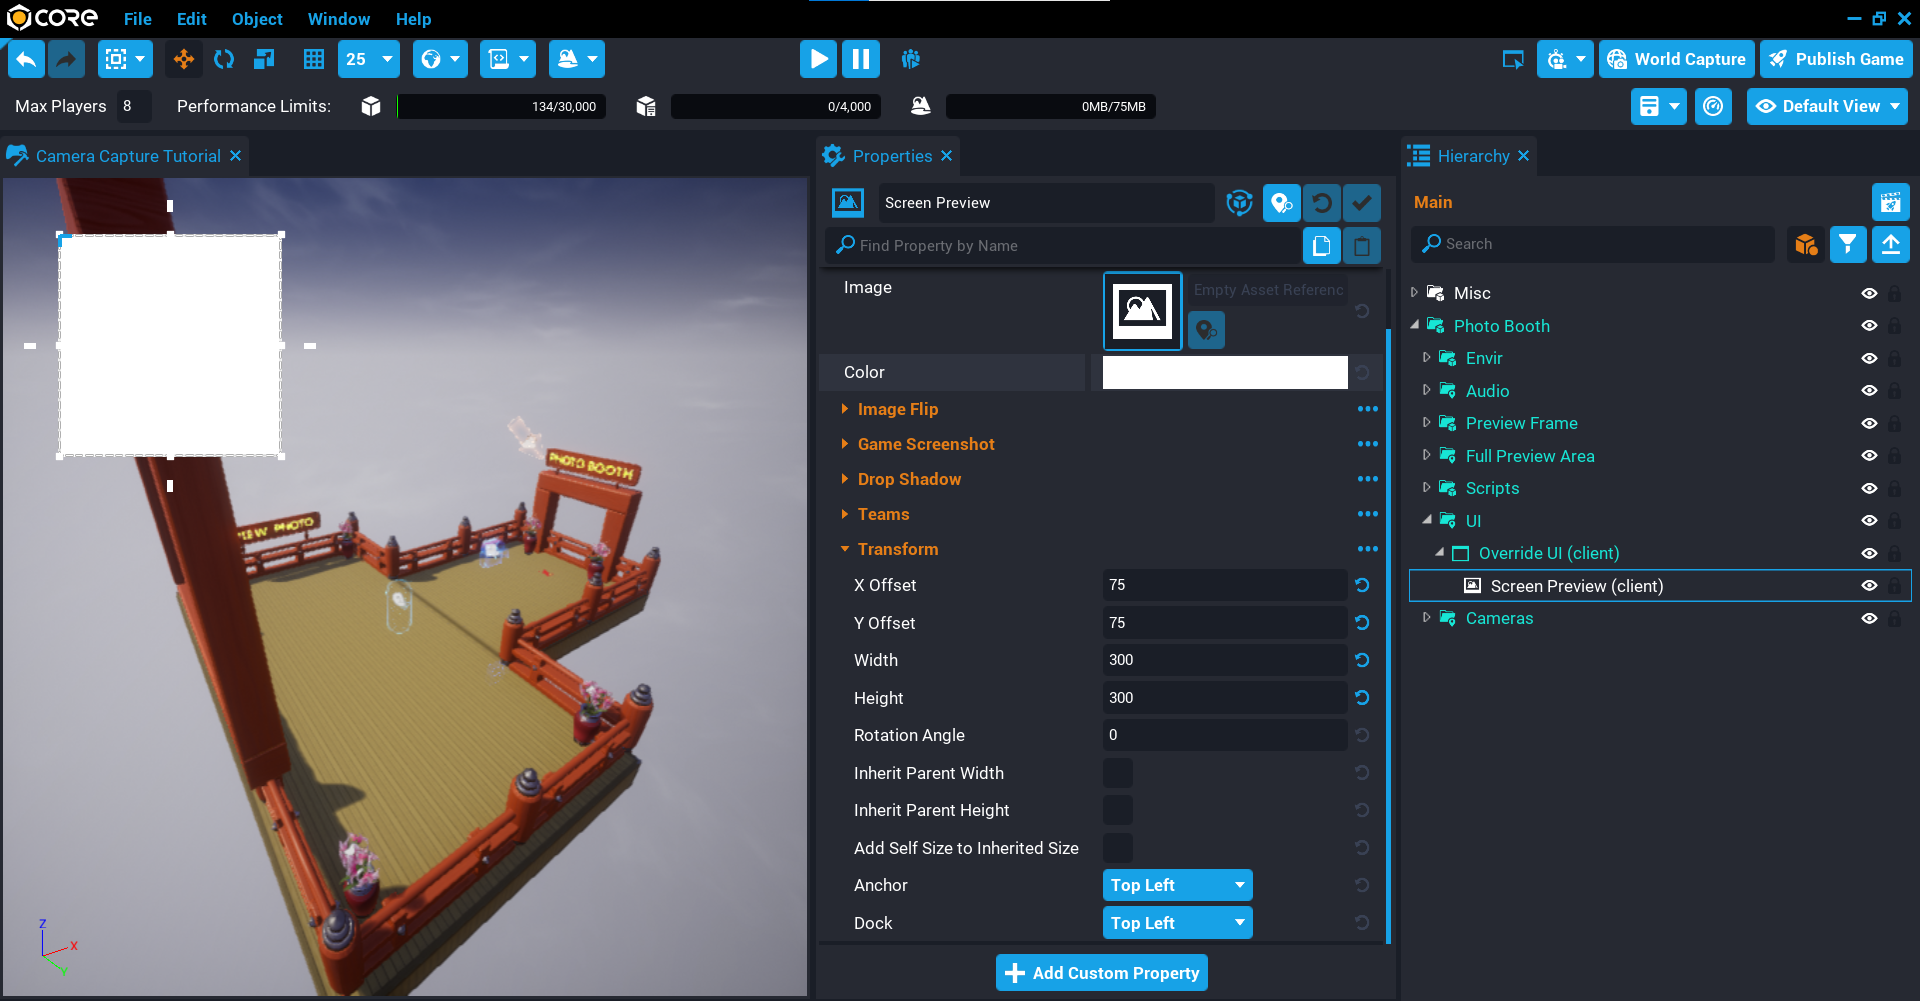 CORE File Edit Object Window Help
25 World Capture Publish Game
Max Players 8 Performance Limits: 134/30,000 0/4,000 0MB/75MB Default View
Camera Capture Tutorial
PHOTO BOOTH
PHOTO
Z
X
Y
Properties
Screen Preview
Find Property by Name
Image Empty Asset Referenc
Color
Image Flip
Game Screenshot
Drop Shadow
Teams
Transform
X Offset 75
Y Offset 75
Width 300
Height 300
Rotation Angle 0
Inherit Parent Width
Inherit Parent Height
Add Self Size to Inherited Size
Anchor Top Left
Dock Top Left
Add Custom Property
Hierarchy
Main
Search
Misc
Photo Booth
Envir
Audio
Preview Frame
Full Preview Area
Scripts
UI
Override UI (client)
Screen Preview (client)
Cameras